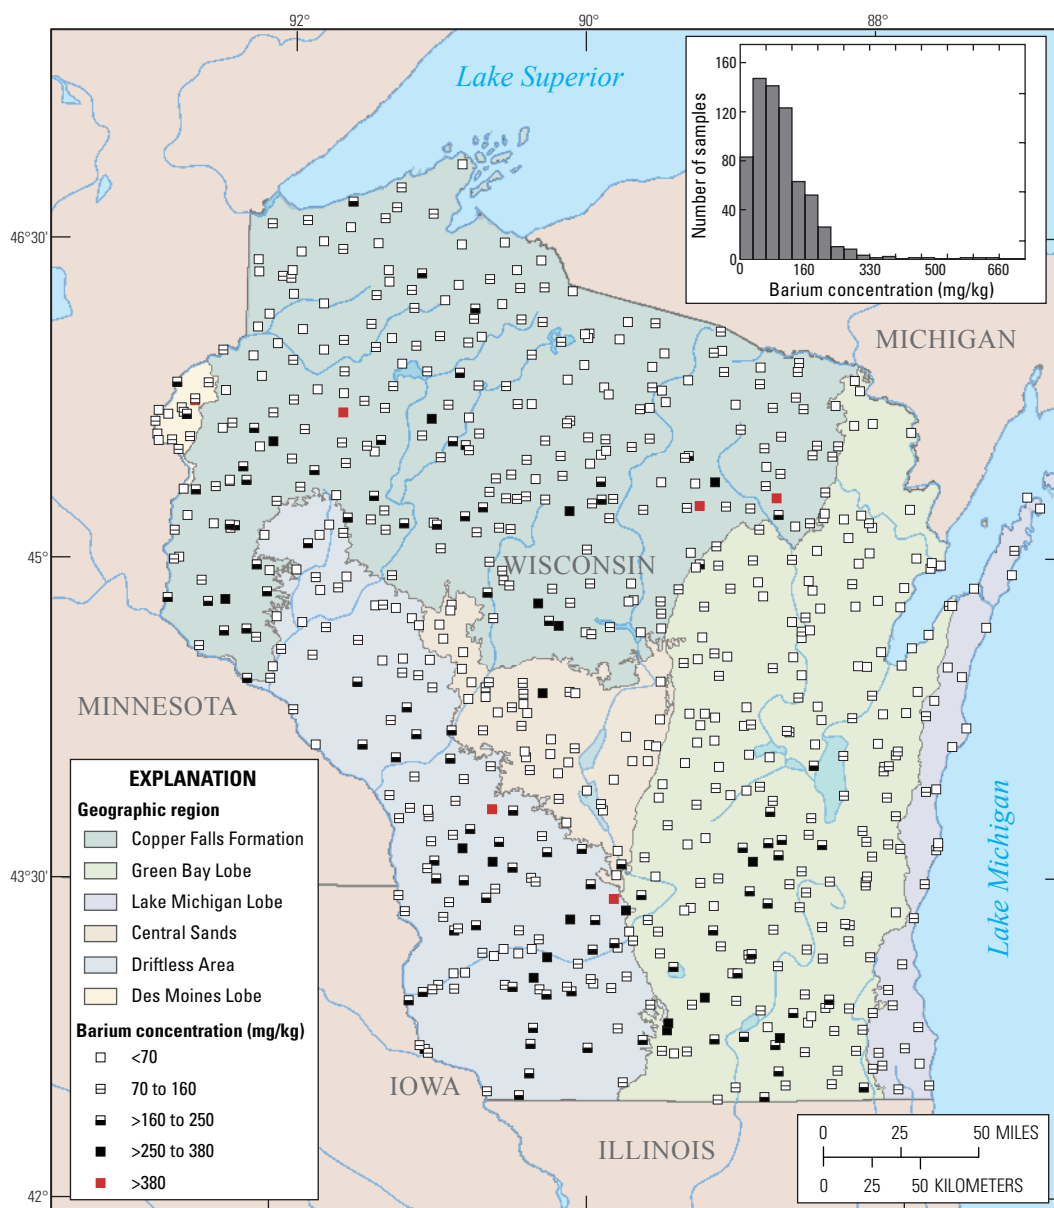 92°
90°
88°
Lake Superior
160
120
80
40
0
Number of samples
0
160
330
500
660
Barium concentration (mg/kg)
46°30'
MICHIGAN
45°
WISCONSIN
MINNESOTA
EXPLANATION
Geographic region
Copper Falls Formation
Green Bay Lobe
Lake Michigan Lobe
Central Sands
Driftless Area
Des Moines Lobe
Barium concentration (mg/kg)
<70
70 to 160
>160 to 250
>250 to 380
>380
Lake Michigan
43°30'
IOWA
ILLINOIS
0 25 50 MILES
0 25 50 KILOMETERS
42°